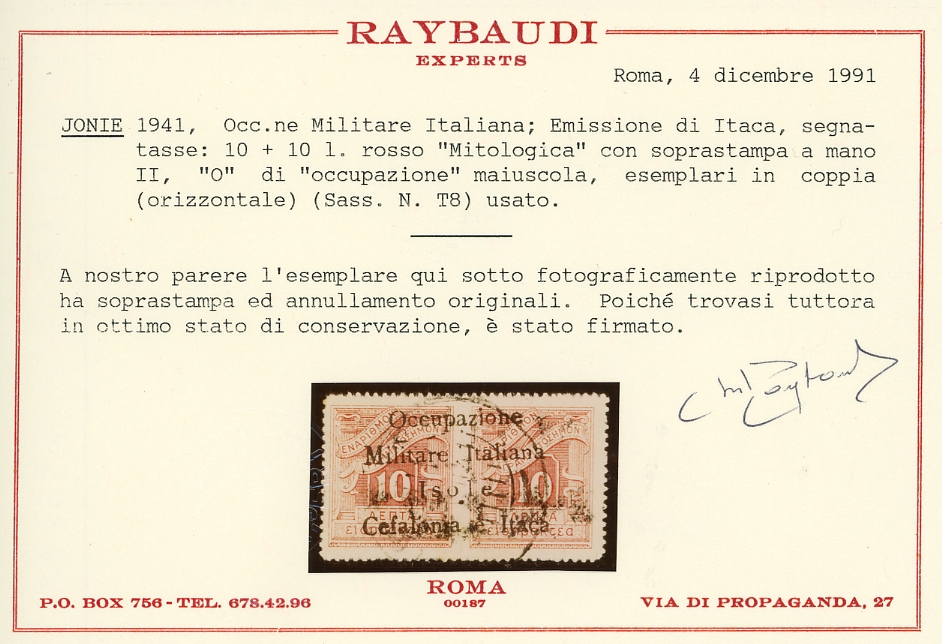 RAYBAUDI
EXPERTS
Roma, 4 dicembre 1991
JONIE 1941, Occ.ne Militare Italiana; Emissione di Itaca, segna-
tasse: 10 + 10 l. rosso "Mitologica" con soprastampa a mano
II, "O" di "occupazione" maiuscola, esemplari in coppia
(orizzontale) (Sass. N. T8) usato.
A nostro parere l'esemplare qui sotto fotograficamente riprodotto
ha soprastampa ed annullamento originali. Poiché trovasi tuttora
in ottimo stato di conservazione, è stato firmato.
Occupazione
Militare Italiana
Isole
Cefalonia e Itaca
10 10
ΛΕΠΤΑ
ROMA
00187
P.O. BOX 756 - TEL. 678.42.96
VIA DI PROPAGANDA, 27